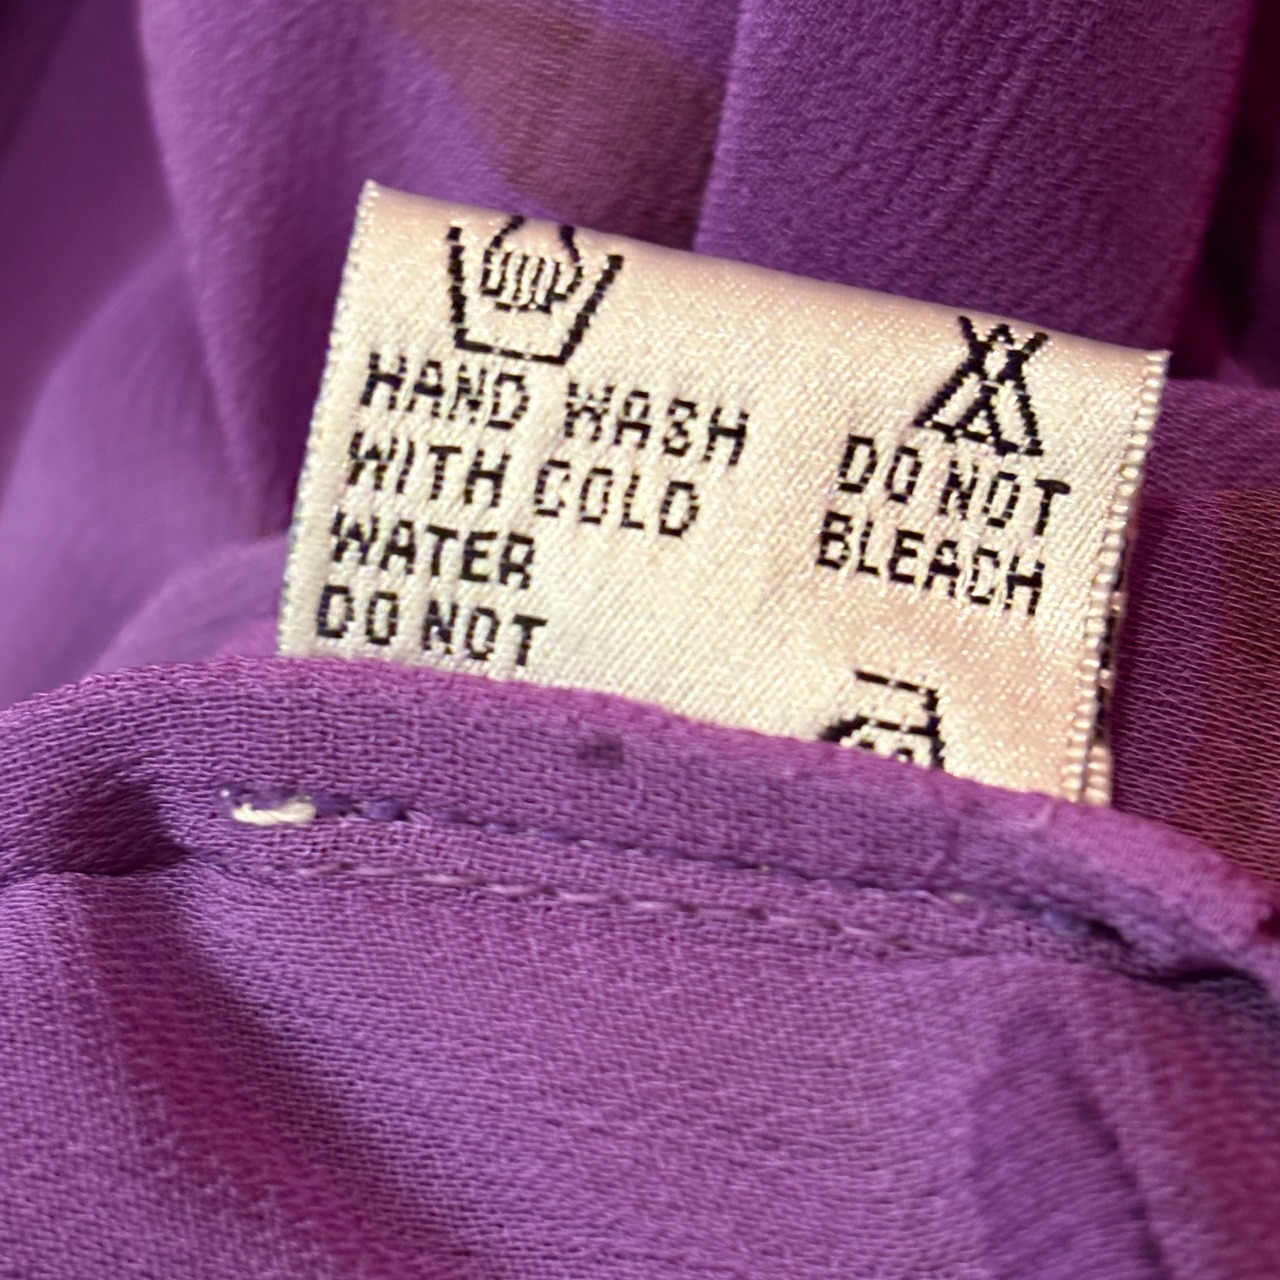 HAND WASH
WITH COLD
WATER
DO NOT
DO NOT
BLEACH